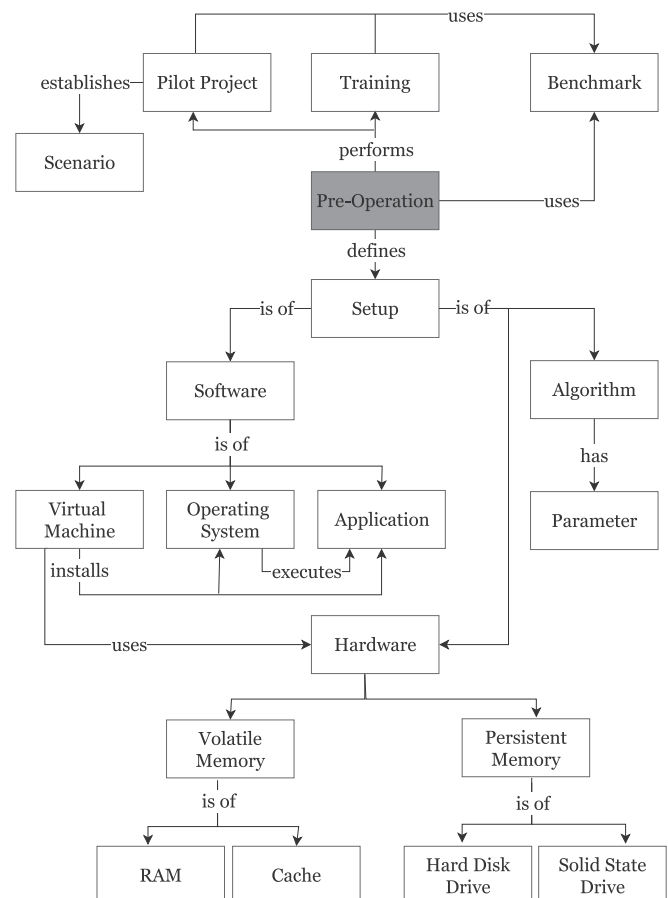 uses
establishes
Pilot Project
Training
Benchmark
Scenario
performs
Pre-Operation
uses
defines
is of
Setup
is of
Software
Algorithm
is of
has
Virtual
Machine
Operating
System
Application
Parameter
installs
executes
uses
Hardware
Volatile
Memory
Persistent
Memory
is of
is of
RAM
Cache
Hard Disk
Drive
Solid State
Drive